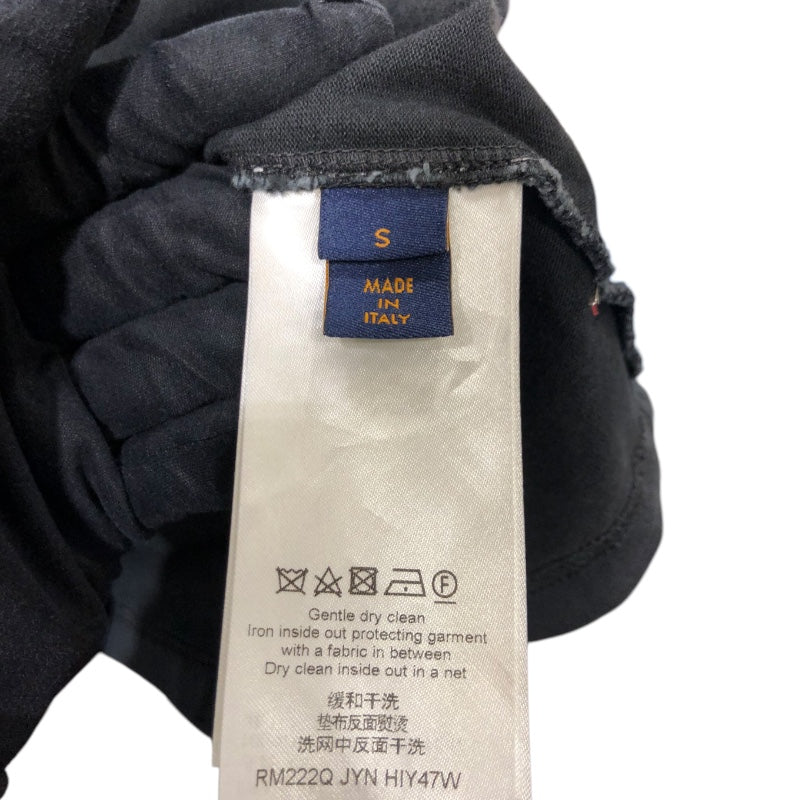 S
MADE
IN
ITALY
F
Gentle dry clean
Iron inside out protecting garment
with a fabric in between
Dry clean inside out in a net
缓和干洗
垫布反面熨烫
洗网中反面干洗
RM222Q JYN HIY47W